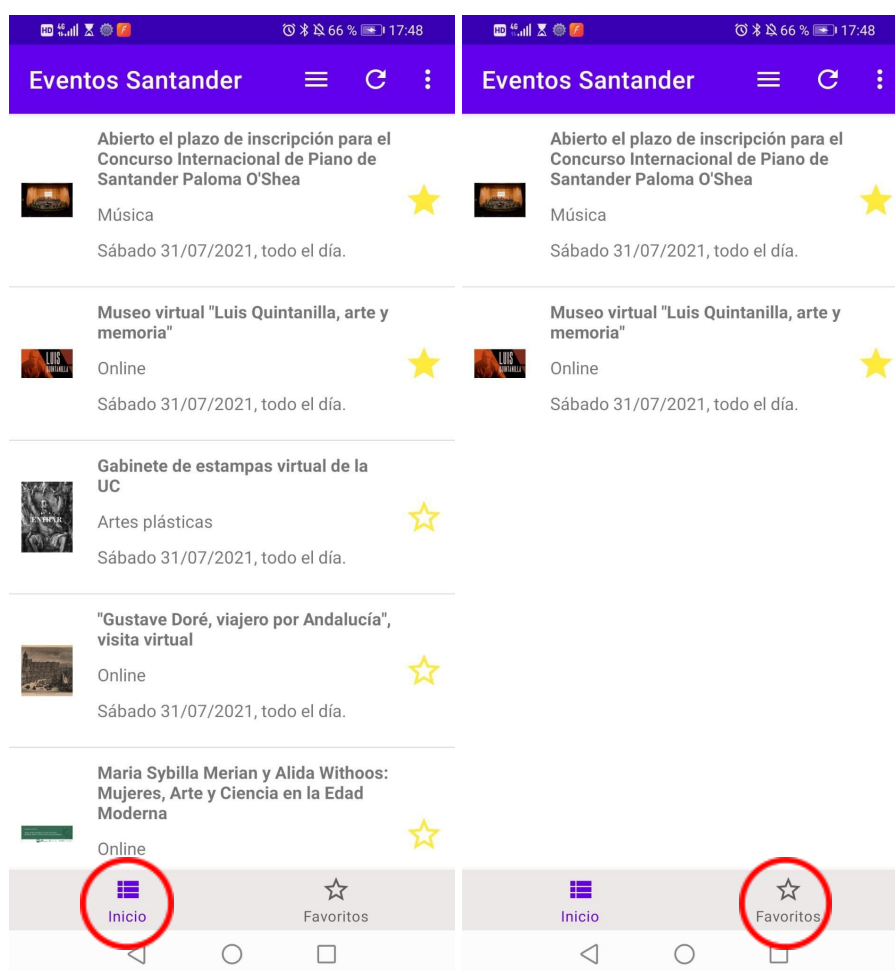 HD 4G 66 % 17:48
Eventos Santander
Abierto el plazo de inscripción para el
Concurso Internacional de Piano de
Santander Paloma O'Shea
Música
Sábado 31/07/2021, todo el día.
Museo virtual "Luis Quintanilla, arte y
memoria"
LUIS
QUINTANILLA
Online
Sábado 31/07/2021, todo el día.
Gabinete de estampas virtual de la
UC
Artes plásticas
Sábado 31/07/2021, todo el día.
"Gustave Doré, viajero por Andalucía",
visita virtual
Online
Sábado 31/07/2021, todo el día.
Maria Sybilla Merian y Alida Withoos:
Mujeres, Arte y Ciencia en la Edad
Moderna
Online
Inicio
Favoritos
HD 4G 66 % 17:48
Eventos Santander
Abierto el plazo de inscripción para el
Concurso Internacional de Piano de
Santander Paloma O'Shea
Música
Sábado 31/07/2021, todo el día.
Museo virtual "Luis Quintanilla, arte y
memoria"
LUIS
QUINTANILLA
Online
Sábado 31/07/2021, todo el día.
Inicio
Favoritos